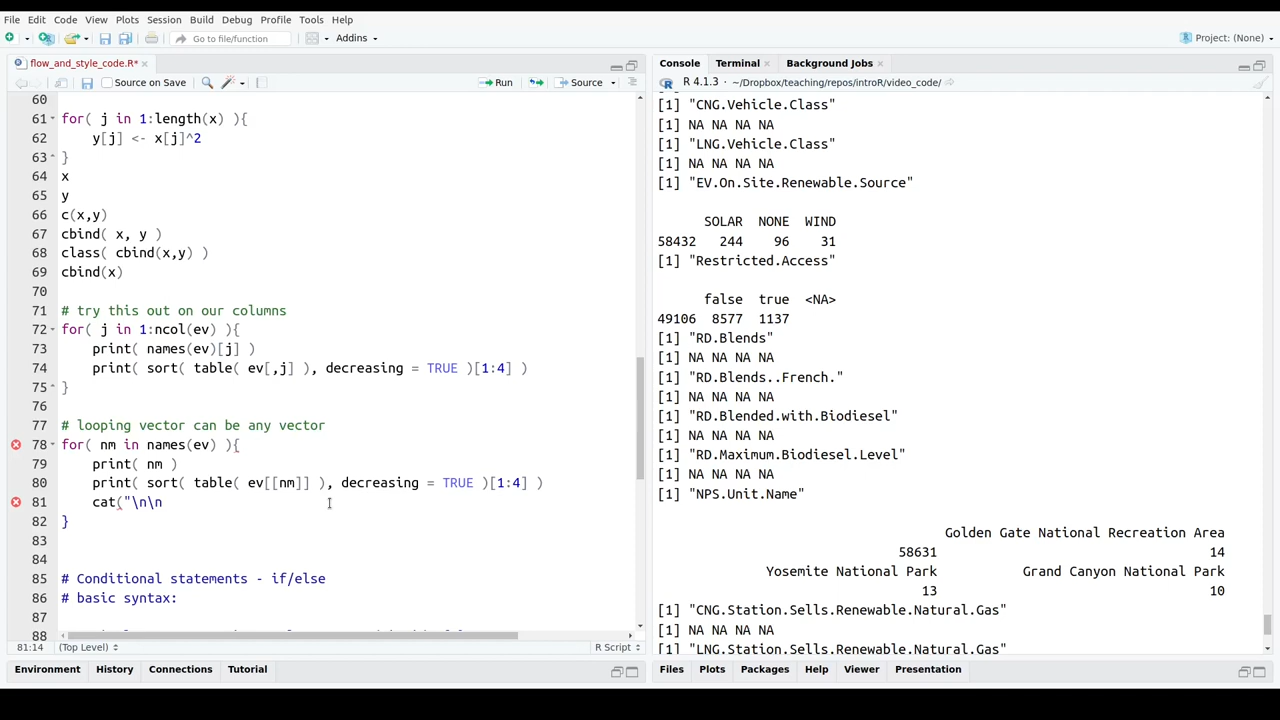 File Edit Code View Plots Session Build Debug Profile Tools Help
Go to file/function Addins Project: (None)
flow_and_style_code.R*
Source on Save Run Source
60
61 for( j in 1:length(x) ){
62 y[j] <- x[j]^2
63 }
64 x
65 y
66 c(x,y)
67 cbind( x, y )
68 class( cbind(x,y) )
69 cbind(x)
70
71 # try this out on our columns
72 for( j in 1:ncol(ev) ){
73 print( names(ev)[j] )
74 print( sort( table( ev[,j] ), decreasing = TRUE )[1:4] )
75 }
76
77 # looping vector can be any vector
78 for( nm in names(ev) ){
79 print( nm )
80 print( sort( table( ev[[nm]] ), decreasing = TRUE )[1:4] )
81 cat("\n\n
82 }
83
84
85 # Conditional statements - if/else
86 # basic syntax:
87
88
81:14 (Top Level) R Script
Environment History Connections Tutorial
Console Terminal Background Jobs
R 4.1.3 · ~/Dropbox/teaching/repos/introR/video_code/
[1] "CNG.Vehicle.Class"
[1] NA NA NA NA
[1] "LNG.Vehicle.Class"
[1] NA NA NA NA
[1] "EV.On.Site.Renewable.Source"
SOLAR NONE WIND
58432 244 96 31
[1] "Restricted.Access"
false true <NA>
49106 8577 1137
[1] "RD.Blends"
[1] NA NA NA NA
[1] "RD.Blends..French."
[1] NA NA NA NA
[1] "RD.Blended.with.Biodiesel"
[1] NA NA NA NA
[1] "RD.Maximum.Biodiesel.Level"
[1] NA NA NA NA
[1] "NPS.Unit.Name"
Golden Gate National Recreation Area
58631 14
Yosemite National Park Grand Canyon National Park
13 10
[1] "CNG.Station.Sells.Renewable.Natural.Gas"
[1] NA NA NA NA
[1] "LNG.Station.Sells.Renewable.Natural.Gas"
Files Plots Packages Help Viewer Presentation